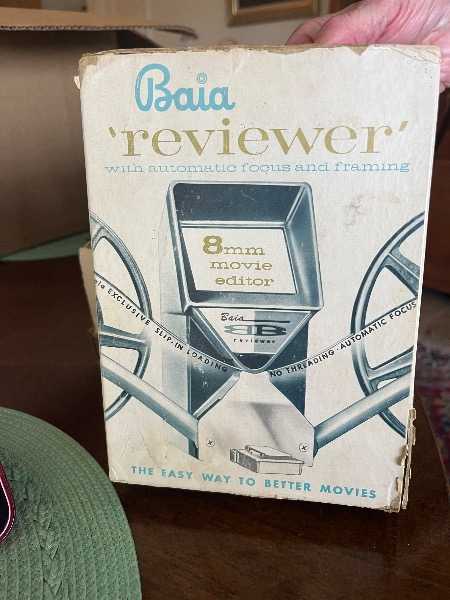 Baia
'reviewer'
with automatic focus and framing
8mm
movie
editor
Baia
reviewer
EXCLUSIVE SLIP-IN LOADING
NO THREADING · AUTOMATIC FOCUS
THE EASY WAY TO BETTER MOVIES